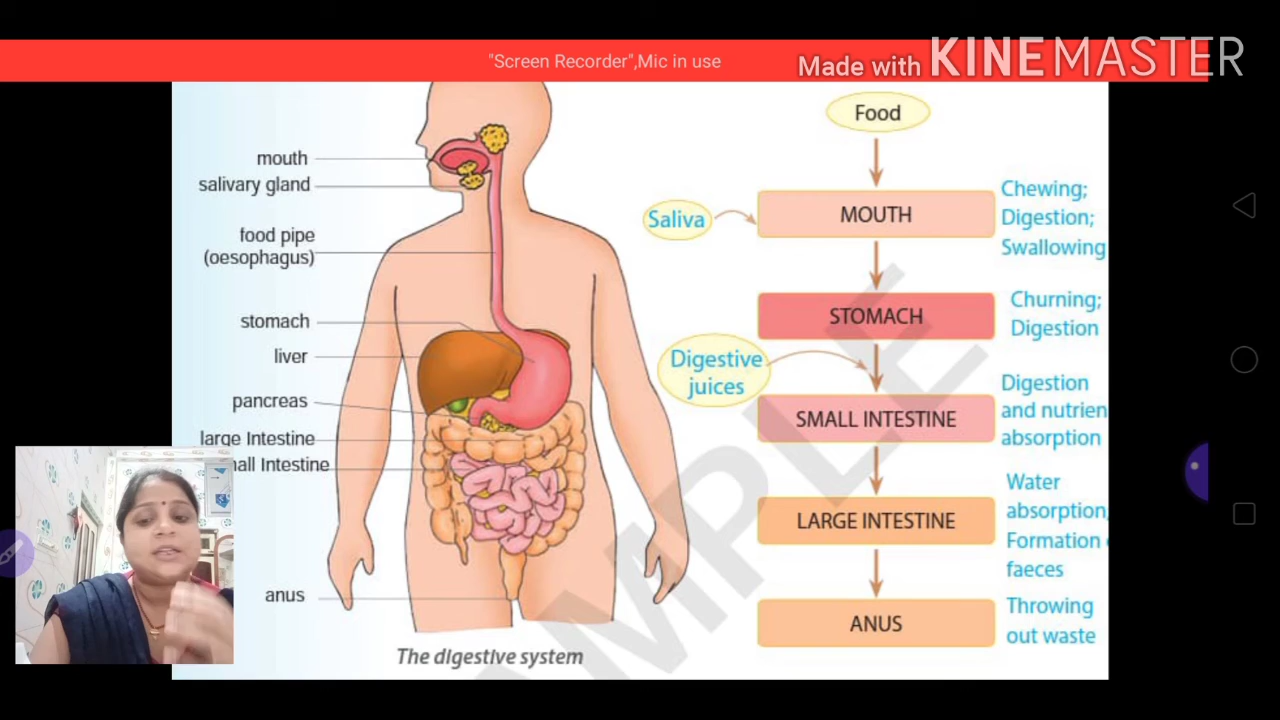 "Screen Recorder",Mic in use
Made with KINEMASTER
mouth
salivary gland
food pipe
(oesophagus)
stomach
liver
pancreas
large Intestine
all Intestine
anus
The digestive system
Food
Saliva
MOUTH
Chewing;
Digestion;
Swallowing
STOMACH
Churning;
Digestion
Digestive
juices
SMALL INTESTINE
Digestion
and nutrien
absorption
LARGE INTESTINE
Water
absorption,
Formation
faeces
ANUS
Throwing
out waste
AMPLE